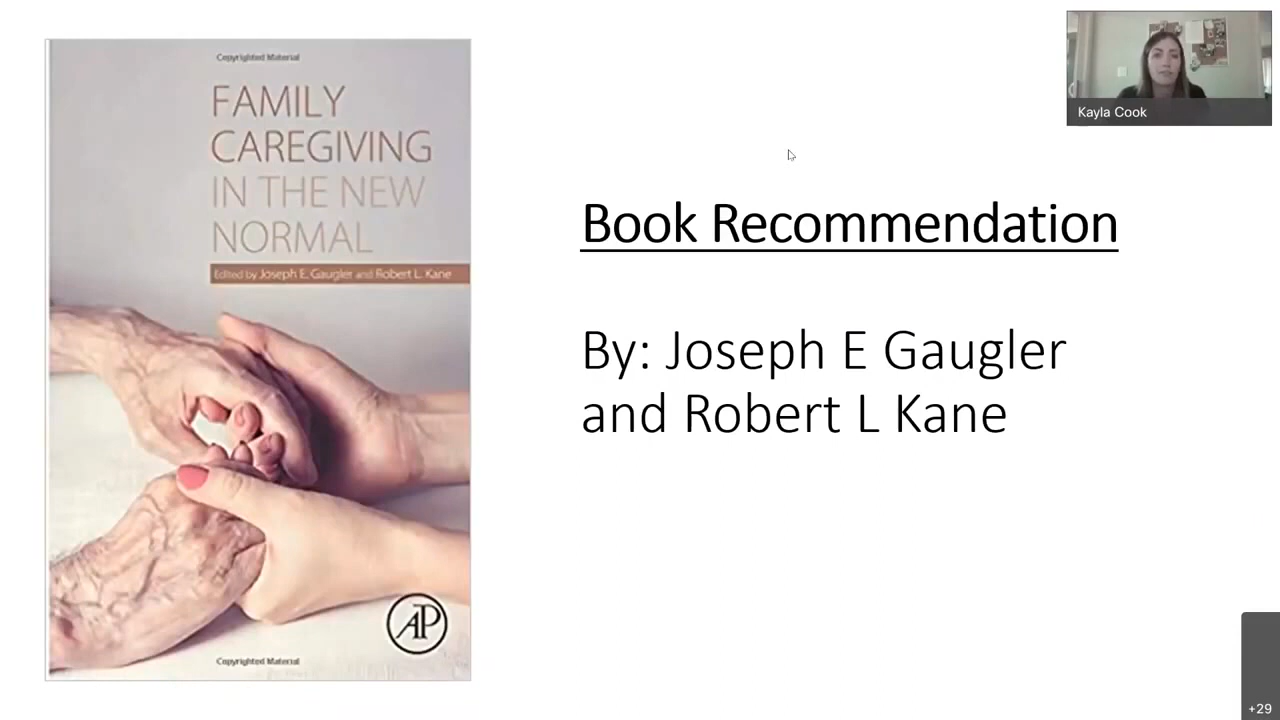 Copyrighted Material
FAMILY
CAREGIVING
IN THE NEW
NORMAL
Edited by Joseph E. Gaugler and Robert L. Kane
AP
Copyrighted Material
Book Recommendation
By: Joseph E Gaugler
and Robert L Kane
Kayla Cook
+29